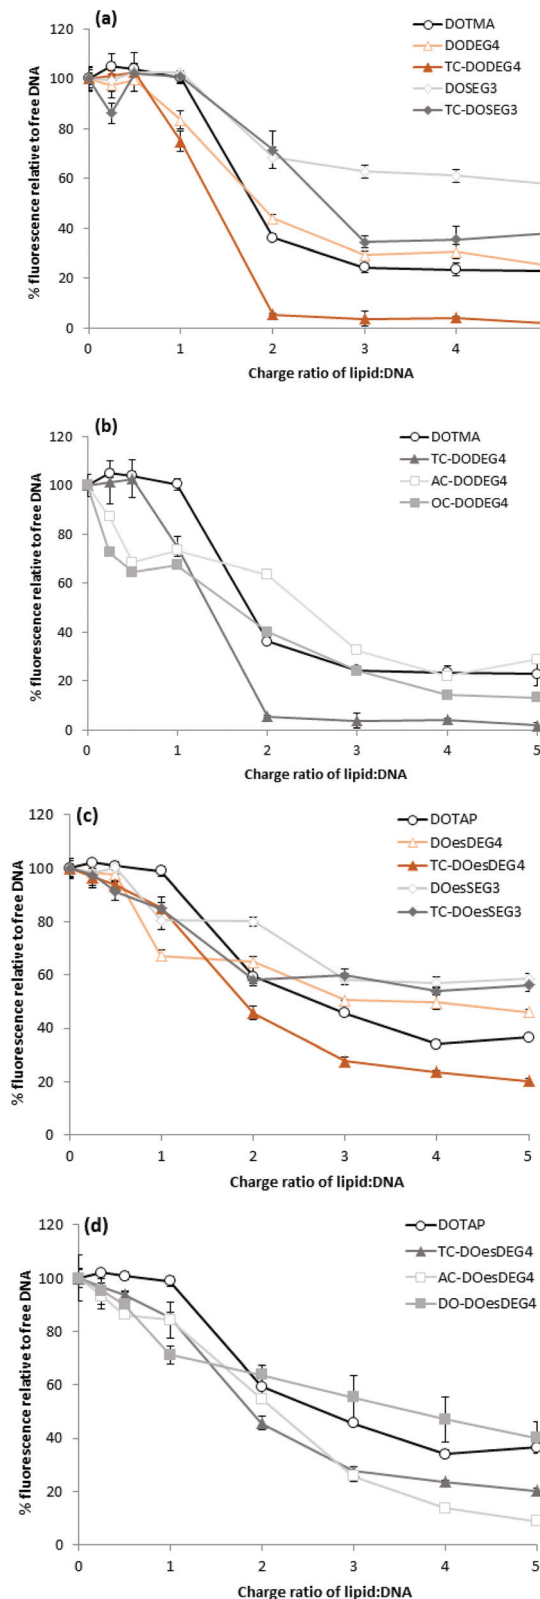 (a)
DOTMA
DODEG4
TC-DODEG4
DOSEG3
TC-DOSEG3
% fluorescence relative to free DNA
120
100
80
60
40
20
0
0 1 2 3 4
Charge ratio of lipid:DNA
(b)
DOTMA
TC-DODEG4
AC-DODEG4
OC-DODEG4
% fluorescence relative to free DNA
120
100
80
60
40
20
0
0 1 2 3 4 5
Charge ratio of lipid:DNA
(c)
DOTAP
DOesDEG4
TC-DOesDEG4
DOesSEG3
TC-DOesSEG3
% fluorescence relative to free DNA
120
100
80
60
40
20
0
0 1 2 3 4 5
Charge ratio of lipid:DNA
(d)
DOTAP
TC-DOesDEG4
AC-DOesDEG4
DO-DOesDEG4
% fluorescence relative to free DNA
120
100
80
60
40
20
0
0 1 2 3 4 5
Charge ratio of lipid:DNA